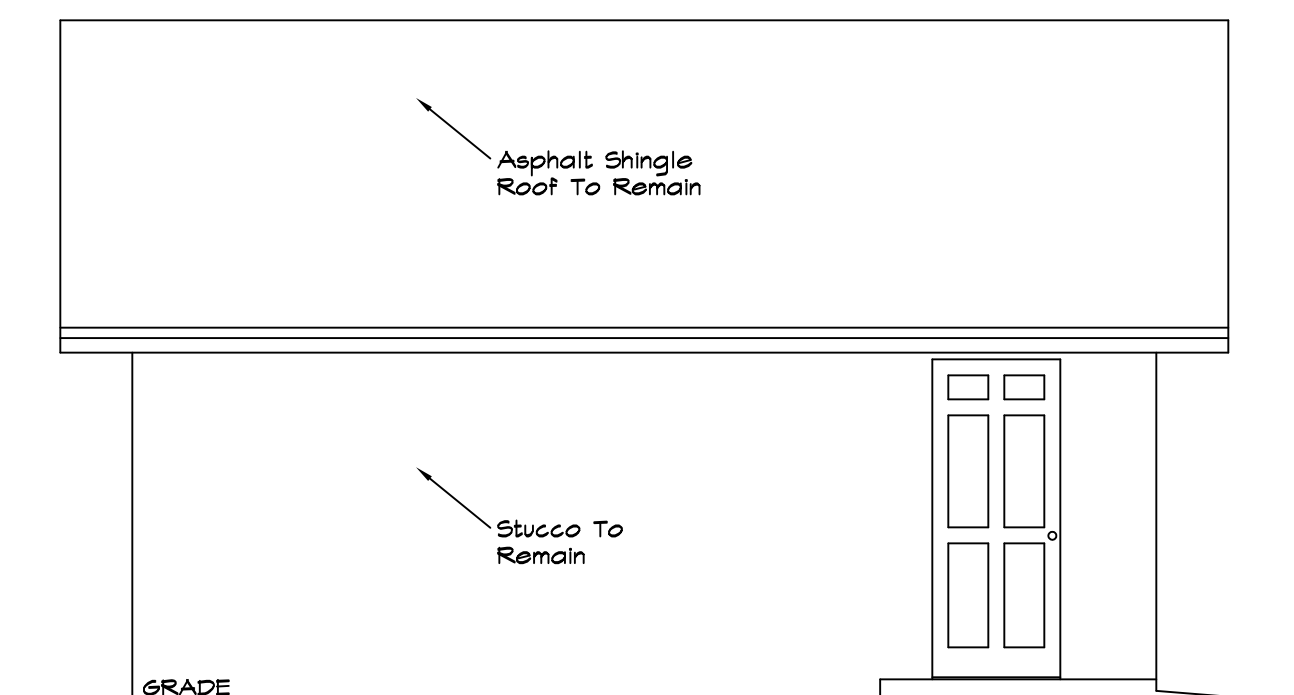 Asphalt Shingle
Roof To Remain
Stucco To
Remain
GRADE